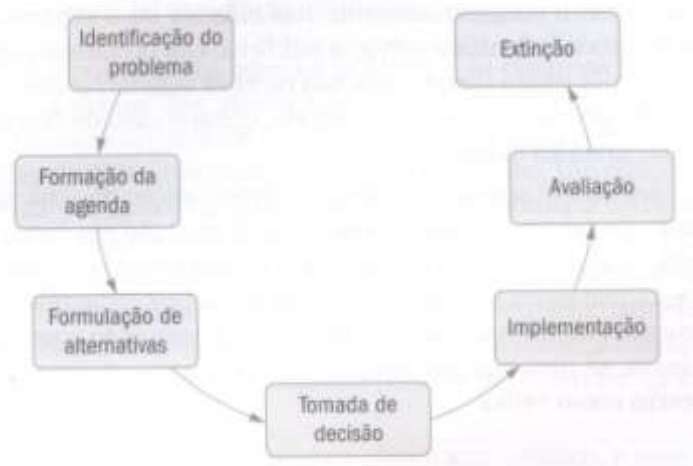 Identificação do
problema
Formação da
agenda
Formulação de
alternativas
Tomada de
decisão
Implementação
Avaliação
Extinção